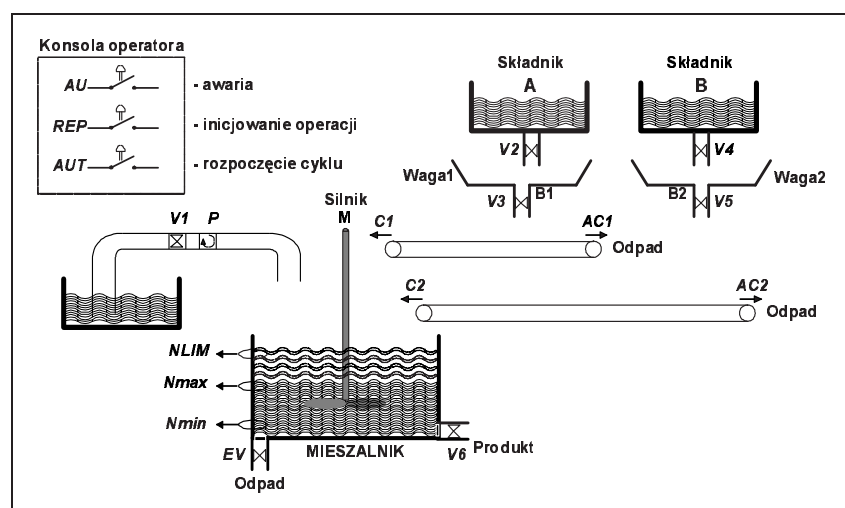 Konsola operatora
AU - awaria
REP - inicjowanie operacji
AUT - rozpoczęcie cyklu
Składnik
A
Składnik
B
V2
V4
Waga1
B1
V3
B2
V5
Waga2
Silnik
M
V1 P
C1
AC1
Odpad
C2
AC2
Odpad
NLIM
Nmax
Nmin
EV
MIESZALNIK
V6
Produkt
Odpad